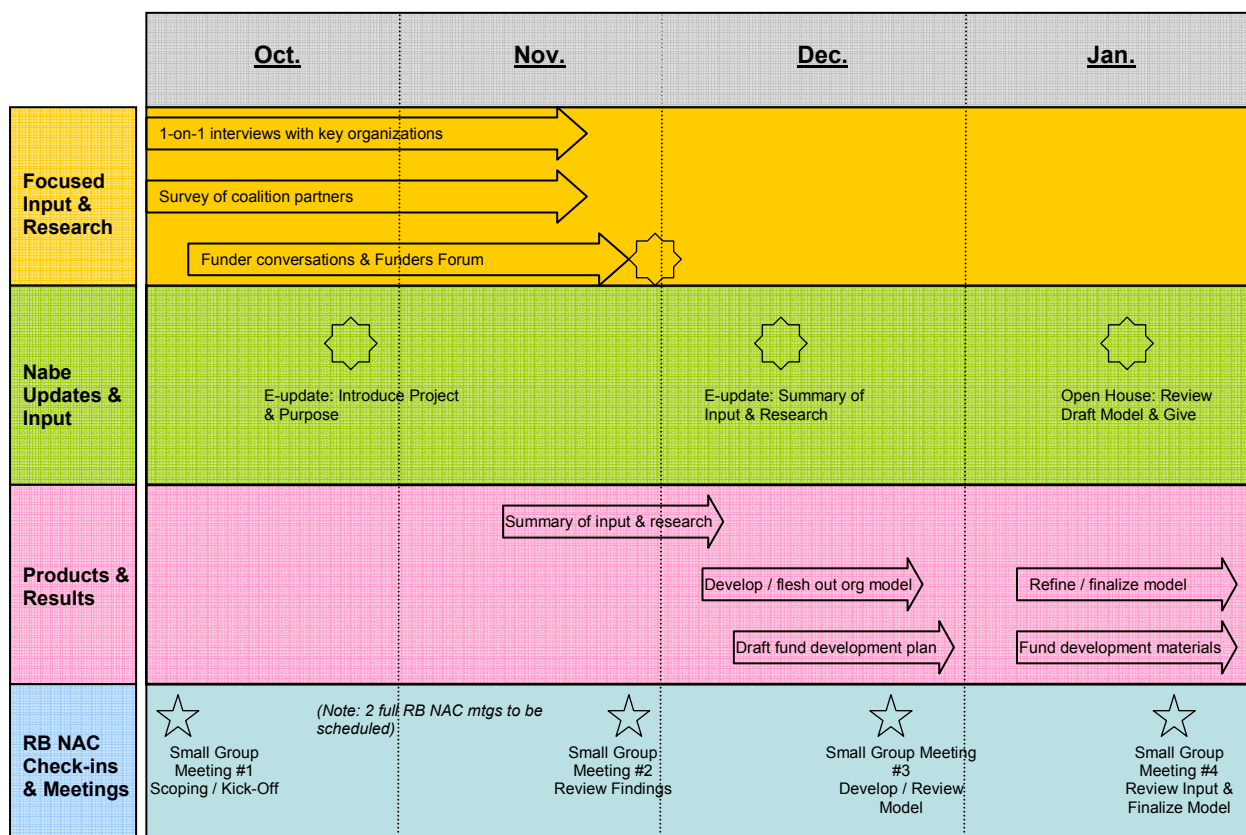 Oct.
Nov.
Dec.
Jan.
Focused
Input &
Research
1-on-1 interviews with key organizations
Survey of coalition partners
Funder conversations & Funders Forum
Nabe
Updates &
Input
E-update: Introduce Project
& Purpose
E-update: Summary of
Input & Research
Open House: Review
Draft Model & Give
Products &
Results
Summary of input & research
Develop / flesh out org model
Refine / finalize model
Draft fund development plan
Fund development materials
RB NAC
Check-ins
& Meetings
Small Group
Meeting #1
Scoping / Kick-Off
(Note: 2 full RB NAC mtgs to be
scheduled)
Small Group
Meeting #2
Review Findings
Small Group Meeting
#3
Develop / Review
Model
Small Group
Meeting #4
Review Input &
Finalize Model